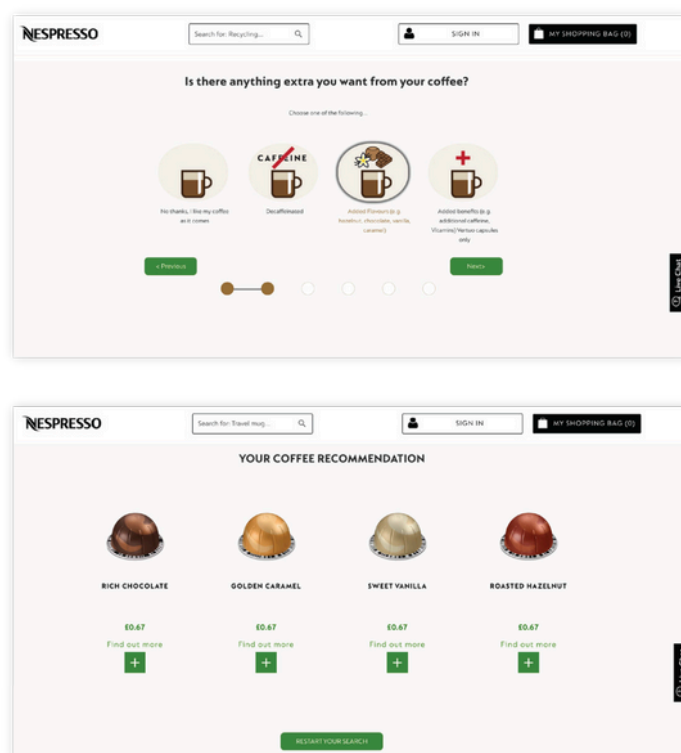 NESPRESSO
Search for: Recycling...
SIGN IN
MY SHOPPING BAG (0)
Is there anything extra you want from your coffee?
Choose one of the following...
CAFFEINE
No thanks, I like my coffee
as it comes
Decaffeinated
Added Flavours (e.g.
hazelnut, chocolate, vanilla,
caramel)
Added benefits (e.g.
additional caffeine,
Vitamins) Vertuo capsules
only
< Previous
Next>
Live Chat
NESPRESSO
Search for: Travel mug...
SIGN IN
MY SHOPPING BAG (0)
YOUR COFFEE RECOMMENDATION
RICH CHOCOLATE
GOLDEN CARAMEL
SWEET VANILLA
ROASTED HAZELNUT
£0.67
£0.67
£0.67
£0.67
Find out more
Find out more
Find out more
Find out more
+
+
+
+
RESTART YOUR SEARCH